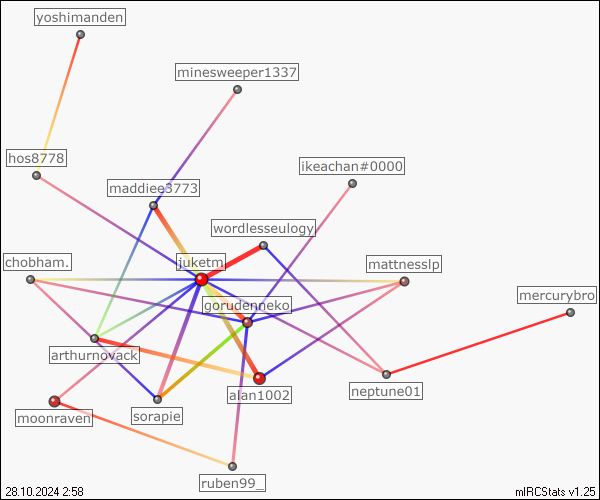 yoshimanden
minesweeper1337
hos8778
ikeachan#0000
maddiee3773
wordlesseulogy
chobham.
juketm
mattnesslp
mercurybro
gorudenneko
arthurnovack
alan1002
neptune01
moonraven
sorapie
ruben99_
28.10.2024 2:58
mIRCStats v1.25